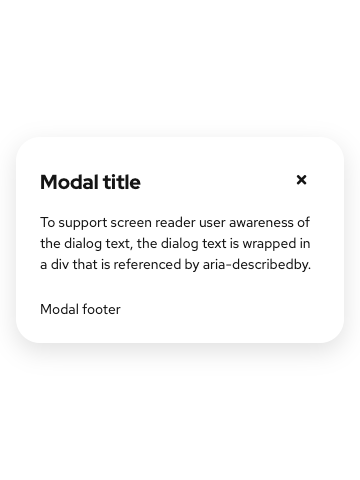 Modal title
To support screen reader user awareness of
the dialog text, the dialog text is wrapped in
a div that is referenced by aria-describedby.
Modal footer